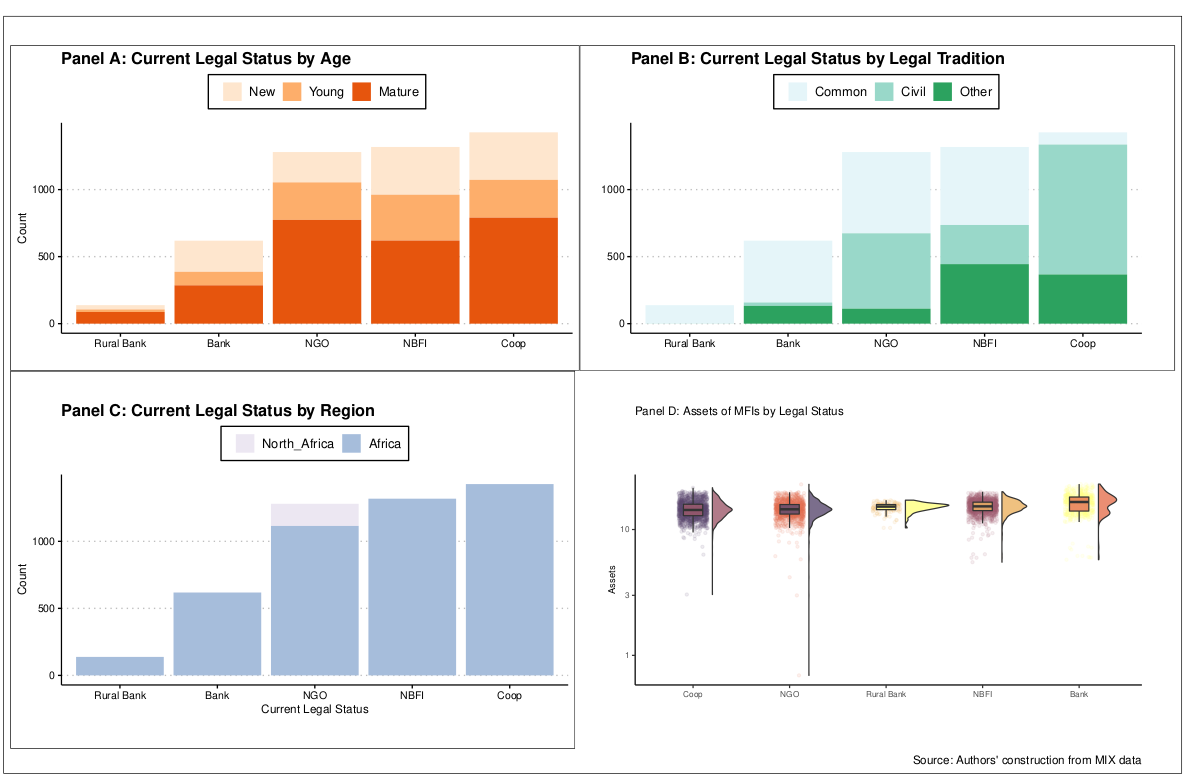 Panel A: Current Legal Status by Age
New Young Mature
Count
1000
500
0
Rural Bank Bank NGO NBFI Coop
Panel B: Current Legal Status by Legal Tradition
Common Civil Other
1000
500
0
Rural Bank Bank NGO NBFI Coop
Panel C: Current Legal Status by Region
North_Africa Africa
Count
1000
500
0
Rural Bank Bank NGO NBFI Coop
Current Legal Status
Panel D: Assets of MFIs by Legal Status
Assets
10
3
1
Coop NGO Rural Bank NBFI Bank
Source: Authors' construction from MIX data